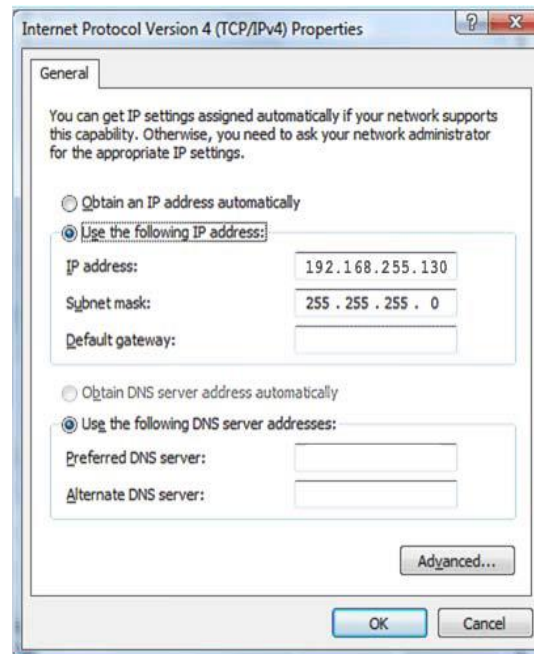 Internet Protocol Version 4 (TCP/IPv4) Properties
General
You can get IP settings assigned automatically if your network supports
this capability. Otherwise, you need to ask your network administrator
for the appropriate IP settings.
Obtain an IP address automatically
Use the following IP address:
IP address: 192.168.255.130
Subnet mask: 255 . 255 . 255 . 0
Default gateway:
Obtain DNS server address automatically
Use the following DNS server addresses:
Preferred DNS server:
Alternate DNS server:
Advanced...
OK Cancel